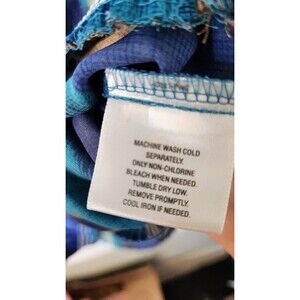 MACHINE WASH COLD
SEPARATELY.
ONLY NON-CHLORINE
BLEACH WHEN NEEDED.
TUMBLE DRY LOW.
REMOVE PROMPTLY.
COOL IRON IF NEEDED.